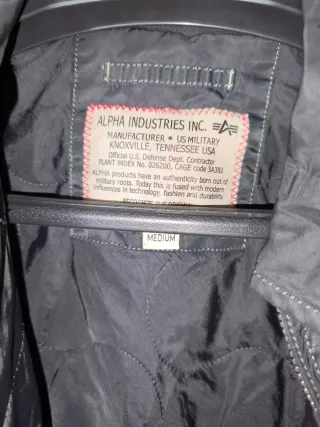 ALPHA INDUSTRIES INC.
MANUFACTURER * US MILITARY
KNOXVILLE, TENNESSEE USA
Official U.S. Defense Dept. Contractor
PLANT INDEX No. 026200, CAGE code 3A382
ALPHA products have an authenticity born out of
military roots. Today this is fused with modern
influences in technology, fashion and durability.
MEDIUM